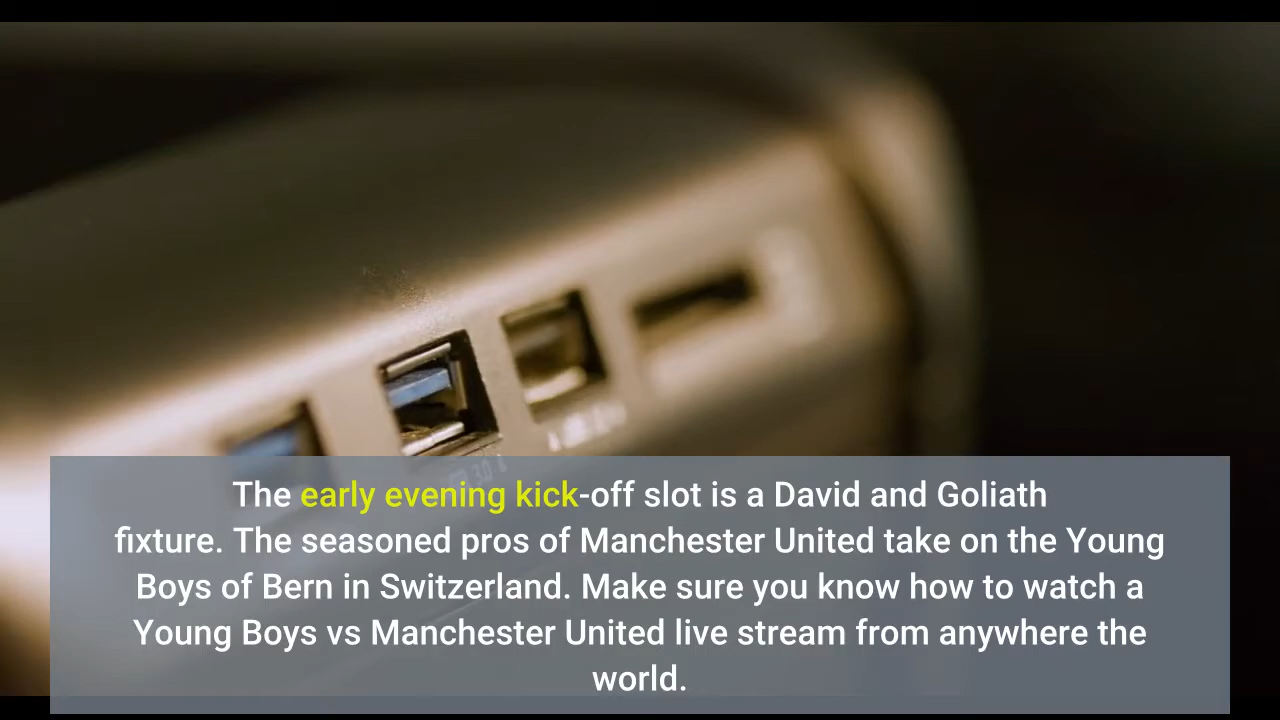 The early evening kick-off slot is a David and Goliath
fixture. The seasoned pros of Manchester United take on the Young
Boys of Bern in Switzerland. Make sure you know how to watch a
Young Boys vs Manchester United live stream from anywhere the
world.